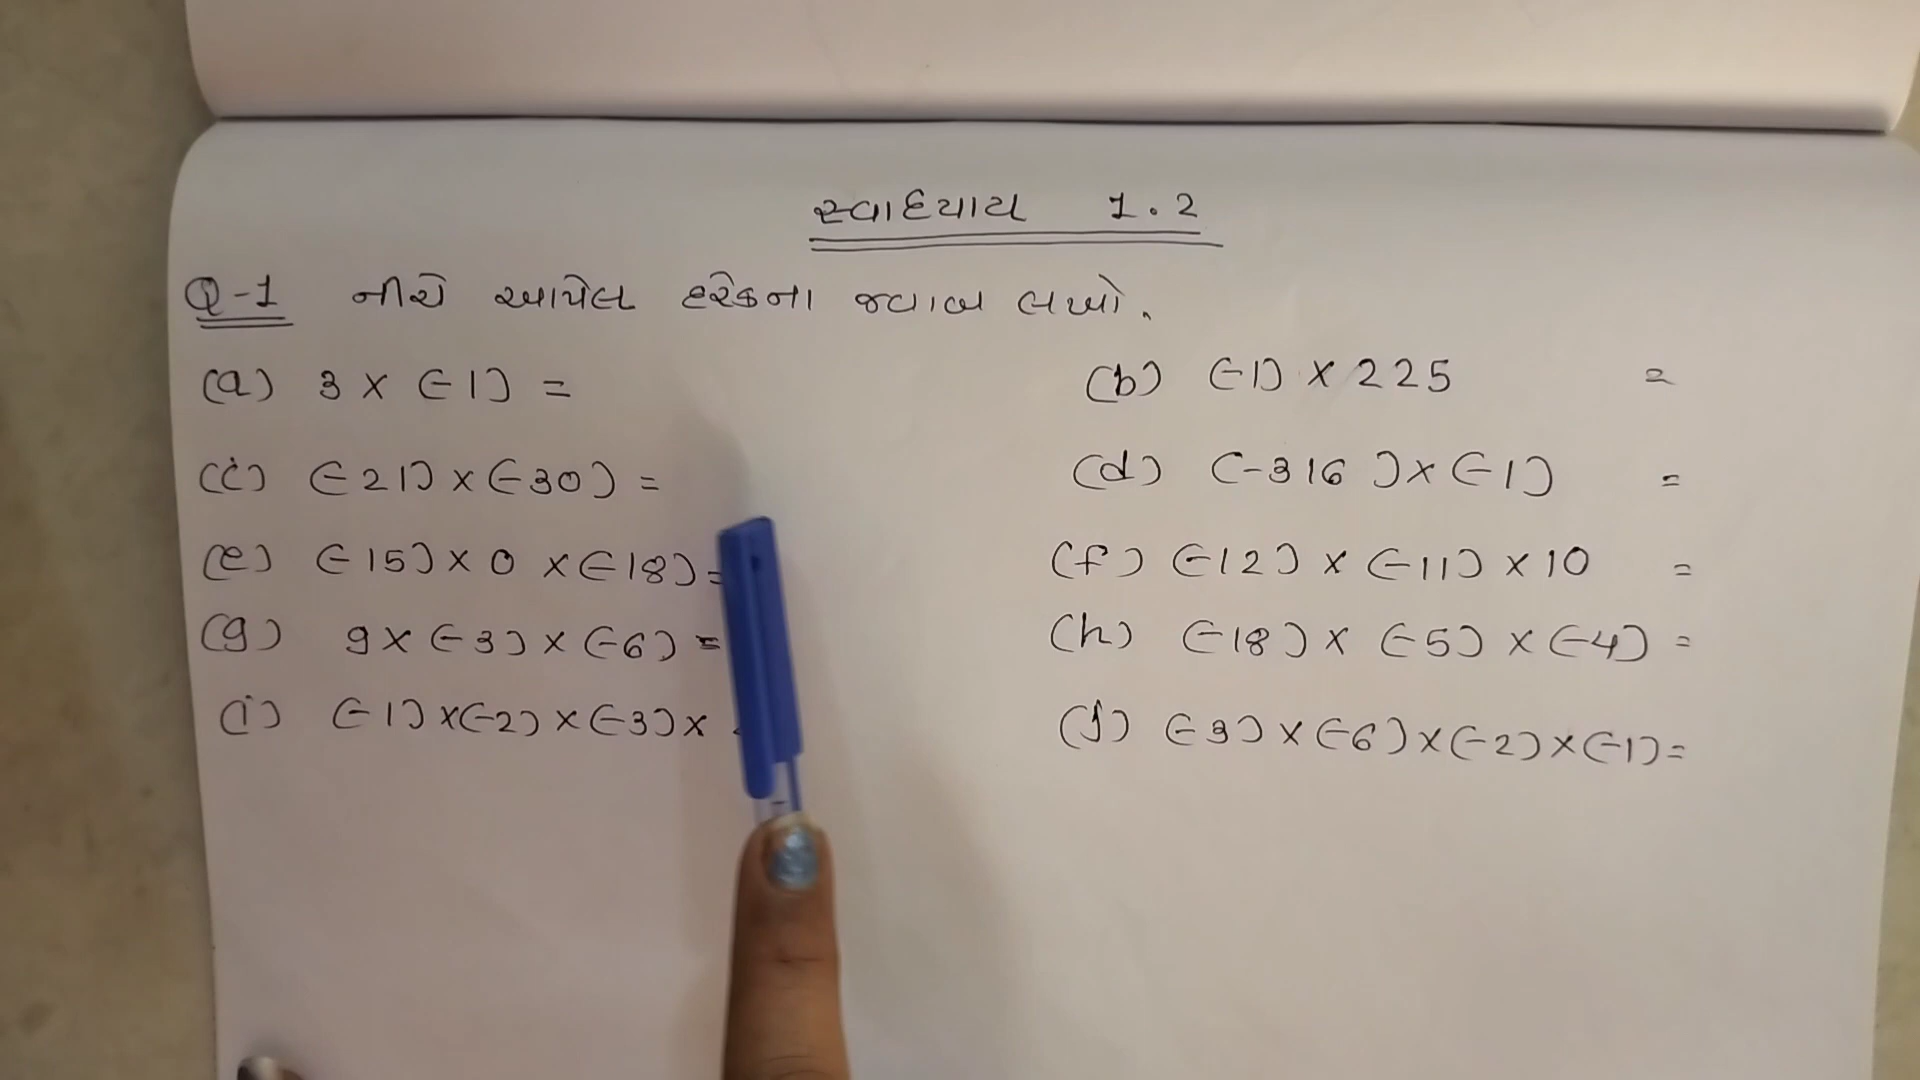 સ્વાધ્યાય 1.2
Q-1 નીચે આપેલ દરેકના જવાબ લખો.
(a) 3 × (-1) =
(b) (-1) × 225 =
(c) (-21) × (-30) =
(d) (-316) × (-1) =
(e) (-15) × 0 × (-18) =
(f) (-12) × (-11) × 10 =
(g) 9 × (-3) × (-6) =
(h) (-18) × (-5) × (-4) =
(i) (-1) × (-2) × (-3) ×
(j) (-3) × (-6) × (-2) × (-1) =